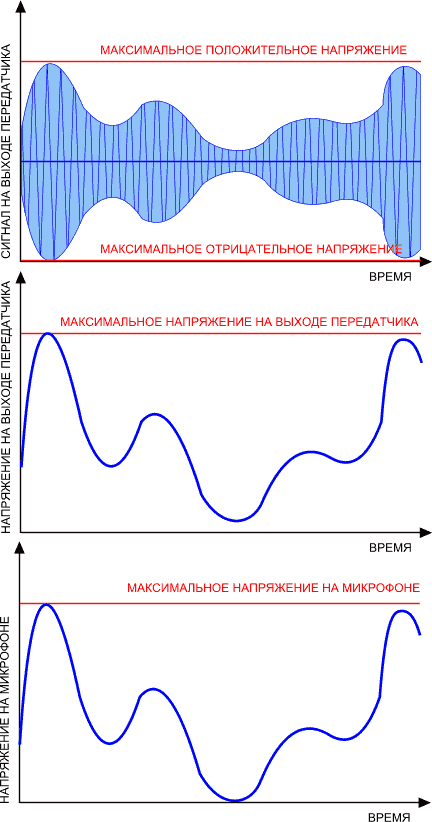 СИГНАЛ НА ВЫХОДЕ ПЕРЕДАТЧИКА
МАКСИМАЛЬНОЕ ПОЛОЖИТЕЛЬНОЕ НАПРЯЖЕНИЕ
МАКСИМАЛЬНОЕ ОТРИЦАТЕЛЬНОЕ НАПРЯЖЕНИЕ
ВРЕМЯ
НАПРЯЖЕНИЕ НА ВЫХОДЕ ПЕРЕДАТЧИКА
МАКСИМАЛЬНОЕ НАПРЯЖЕНИЕ НА ВЫХОДЕ ПЕРЕДАТЧИКА
ВРЕМЯ
НАПРЯЖЕНИЕ НА МИКРОФОНЕ
МАКСИМАЛЬНОЕ НАПРЯЖЕНИЕ НА МИКРОФОНЕ
ВРЕМЯ